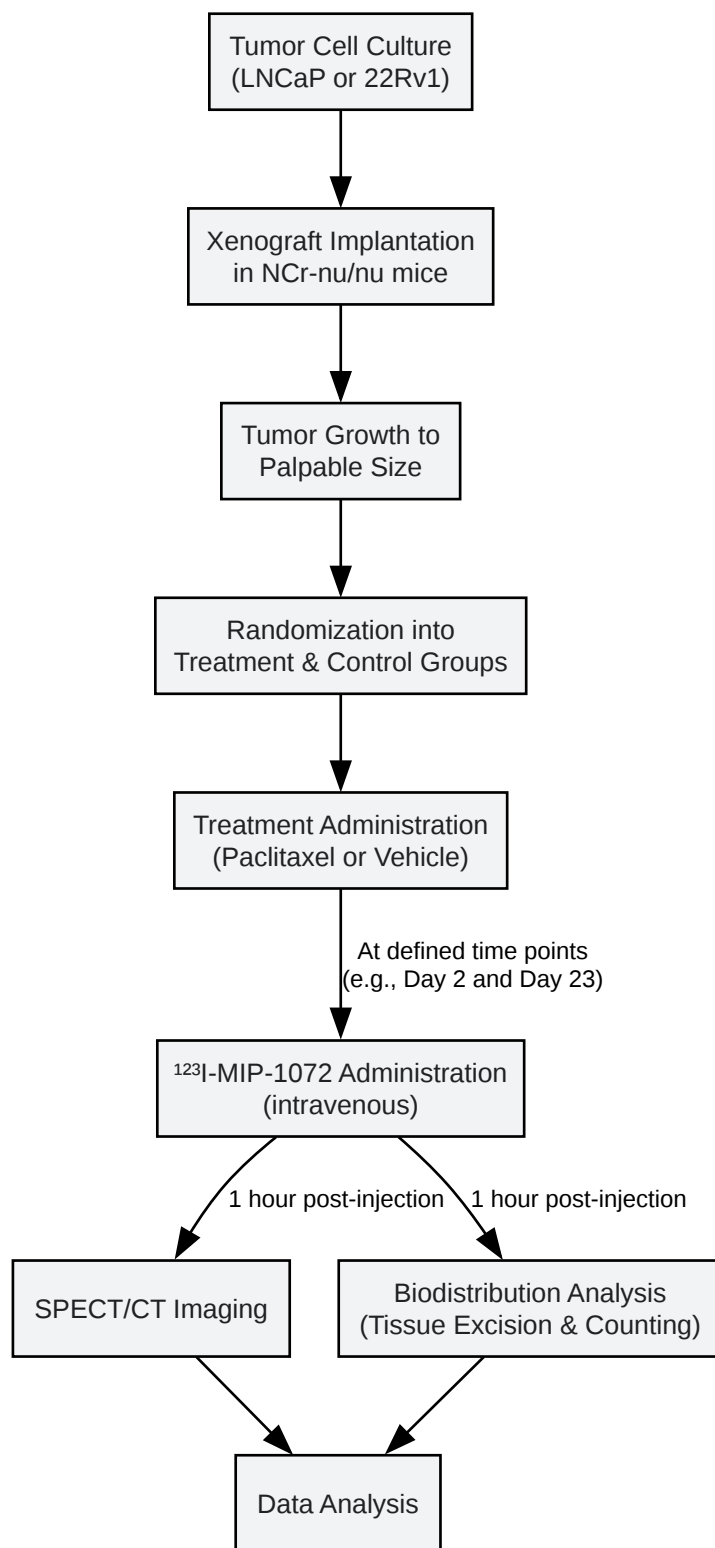 Tumor Cell Culture
(LNCaP or 22Rv1)
Xenograft Implantation
in NCr-nu/nu mice
Tumor Growth to
Palpable Size
Randomization into
Treatment & Control Groups
Treatment Administration
(Paclitaxel or Vehicle)
At defined time points
(e.g., Day 2 and Day 23)
¹²³I-MIP-1072 Administration
(intravenous)
1 hour post-injection
1 hour post-injection
SPECT/CT Imaging
Biodistribution Analysis
(Tissue Excision & Counting)
Data Analysis